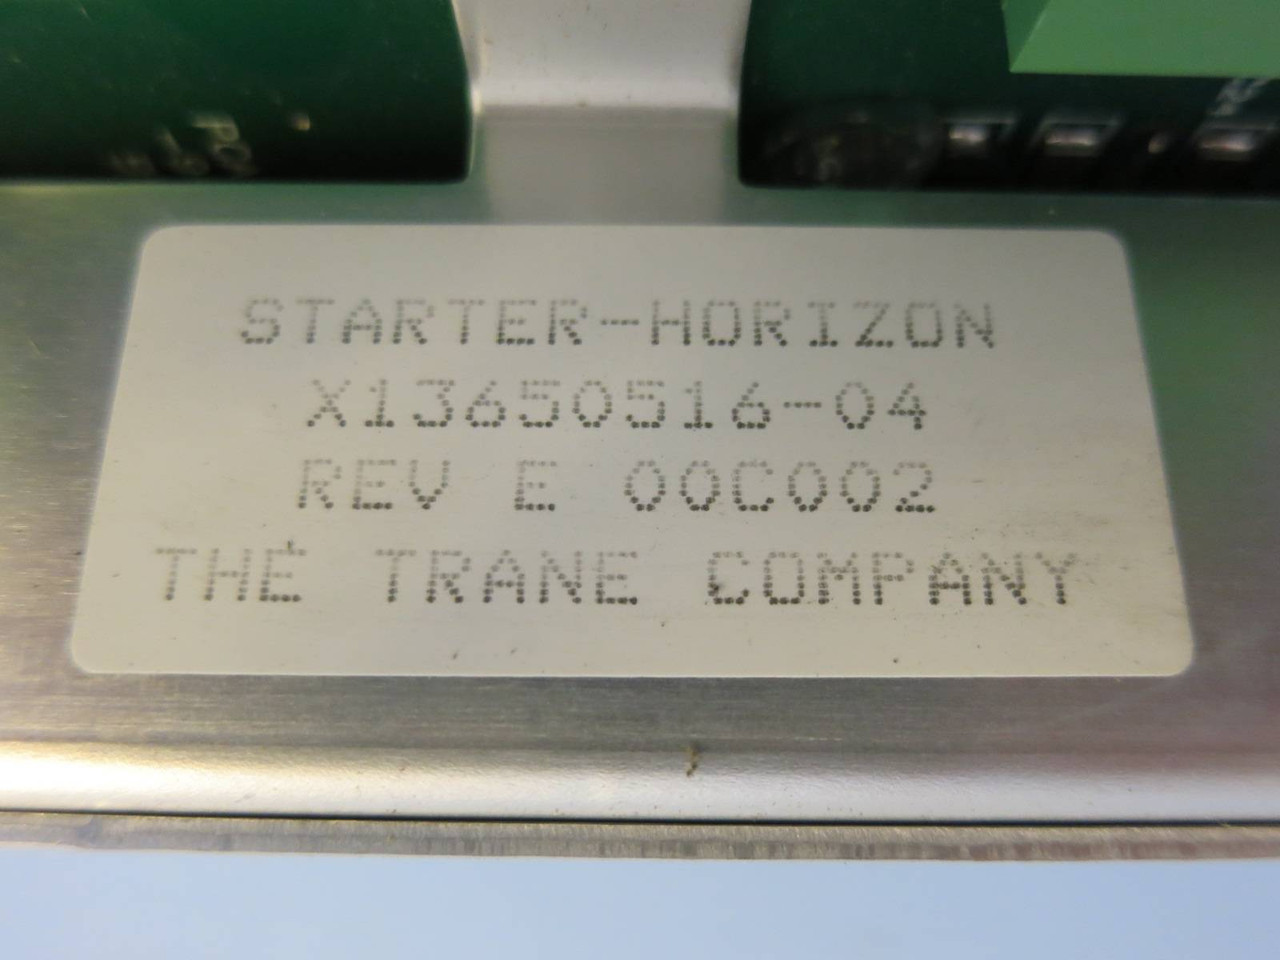 STARTER-HORIZON
X13650516-04
REV E 00C002
THE TRANE COMPANY